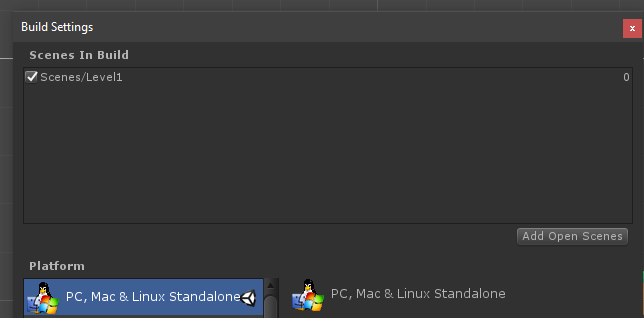 Build Settings
x
Scenes In Build
Scenes/Level1 0
Add Open Scenes
Platform
PC, Mac & Linux Standalone
PC, Mac & Linux Standalone